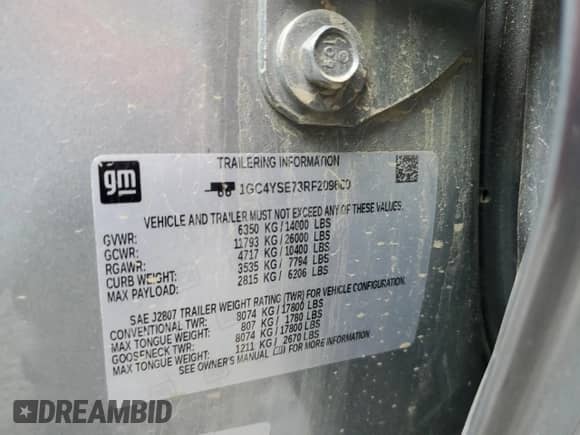 gm
TRAILERING INFORMATION
1GC4YSE73RF209600
VEHICLE AND TRAILER MUST NOT EXCEED ANY OF THESE VALUES
GVWR: 6350 KG/14000 LBS
GCWR: 11793 KG/26000 LBS
RGAWR: 4717 KG/10400 LBS
CURB WEIGHT: 3535 KG/ 7794 LBS
MAX PAYLOAD: 2815 KG/ 6206 LBS
SAE J2807 TRAILER WEIGHT RATING (TWR) FOR VEHICLE CONFIGURATION.
CONVENTIONAL TWR: 8074 KG/17800 LBS
MAX TONGUE WEIGHT: 807 KG/ 1780 LBS
GOOSENECK TWR: 8074 KG/17800 LBS
MAX TONGUE WEIGHT: 1211 KG/ 2670 LBS
SEE OWNER'S MANUAL FOR MORE INFORMATION.
DREAMBID